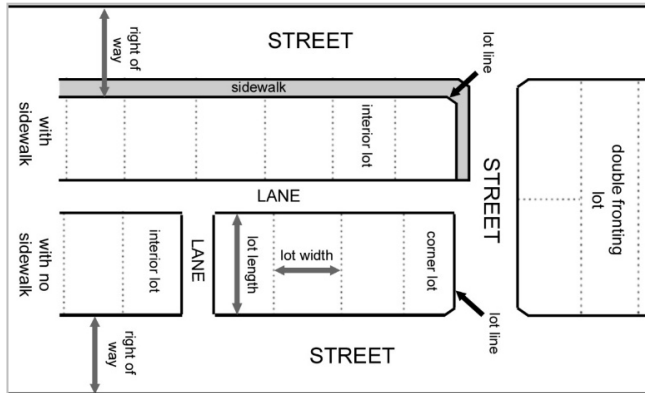 right of
way
STREET
lot line
sidewalk
with
sidewalk
interior lot
STREET
double fronting
lot
LANE
with no
sidewalk
interior lot
LANE
lot length
lot width
corner lot
lot line
right of
way
STREET